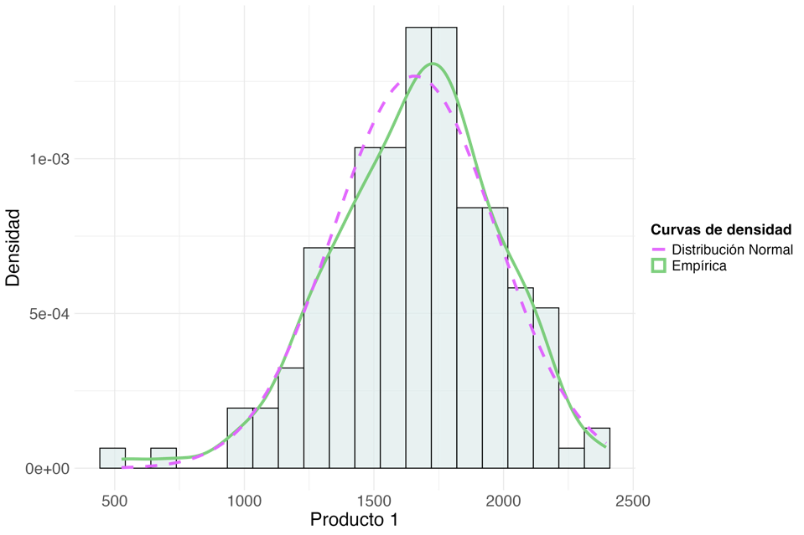 Densidad
1e-03
5e-04
0e+00
500
1000
1500
2000
2500
Producto 1
Curvas de densidad
Distribución Normal
Empírica